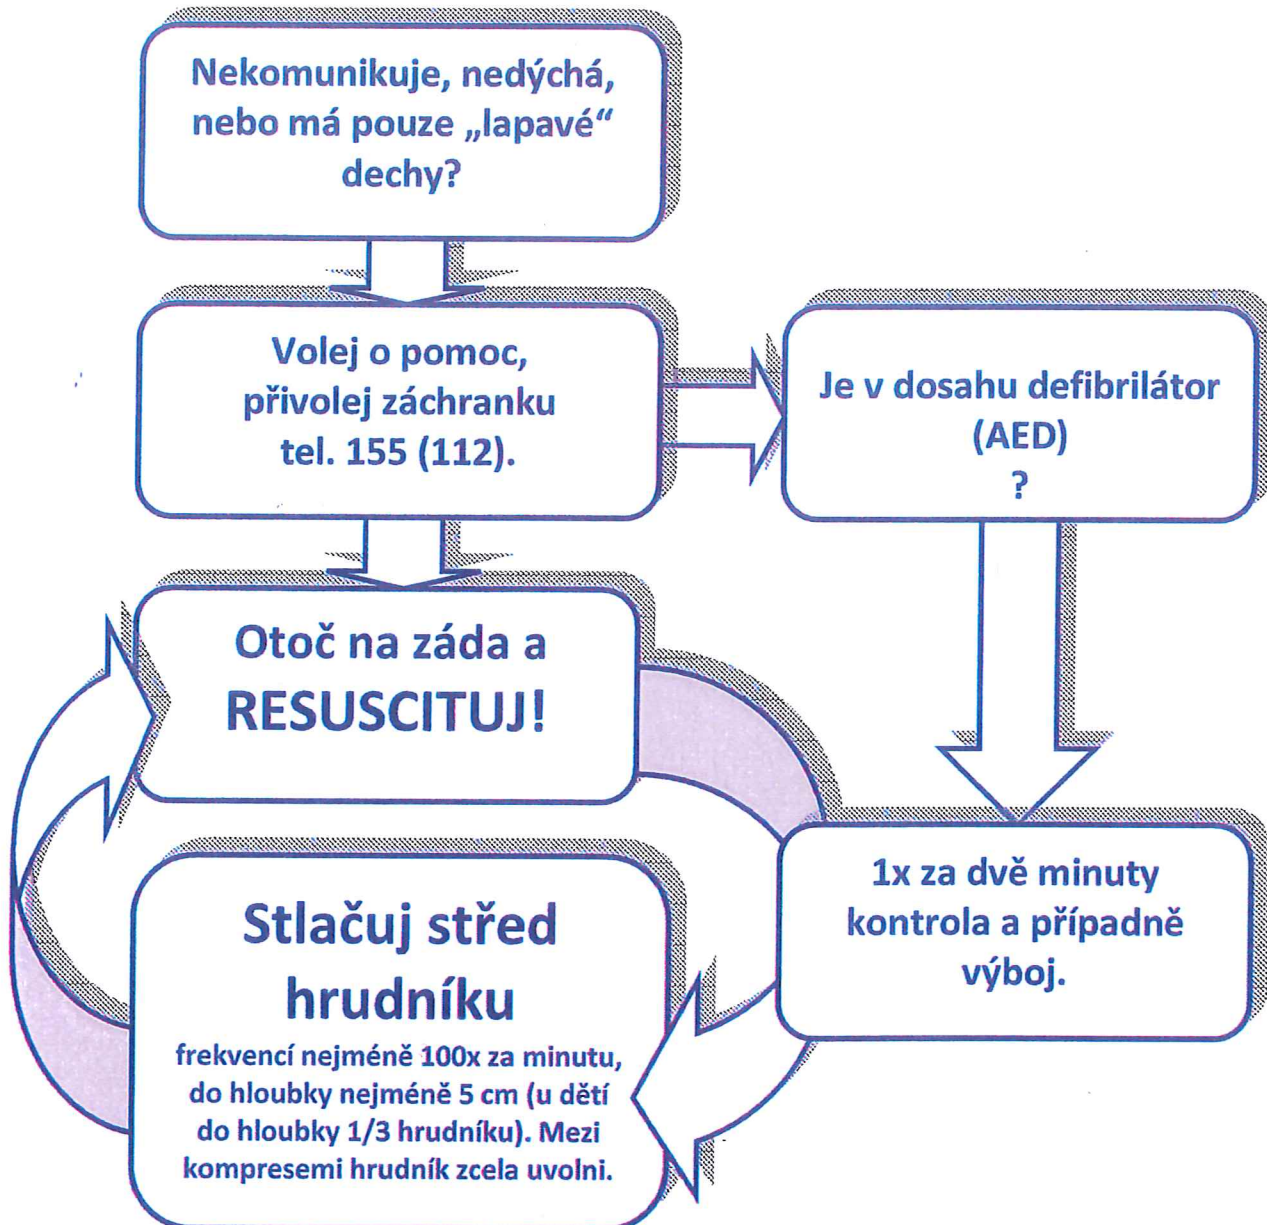 Nekomunikuje, nedýchá,
nebo má pouze „lapavé“
dechy?
Volej o pomoc,
přivolej záchranku
tel. 155 (112).
Je v dosahu defibrilátor
(AED)
?
Otoč na záda a
RESUSCITUJ!
1x za dvě minuty
kontrola a případně
výboj.
Stlačuj střed
hrudníku
frekvencí nejméně 100x za minutu,
do hloubky nejméně 5 cm (u dětí
do hloubky 1/3 hrudníku). Mezi
kompresemi hrudník zcela uvolni.